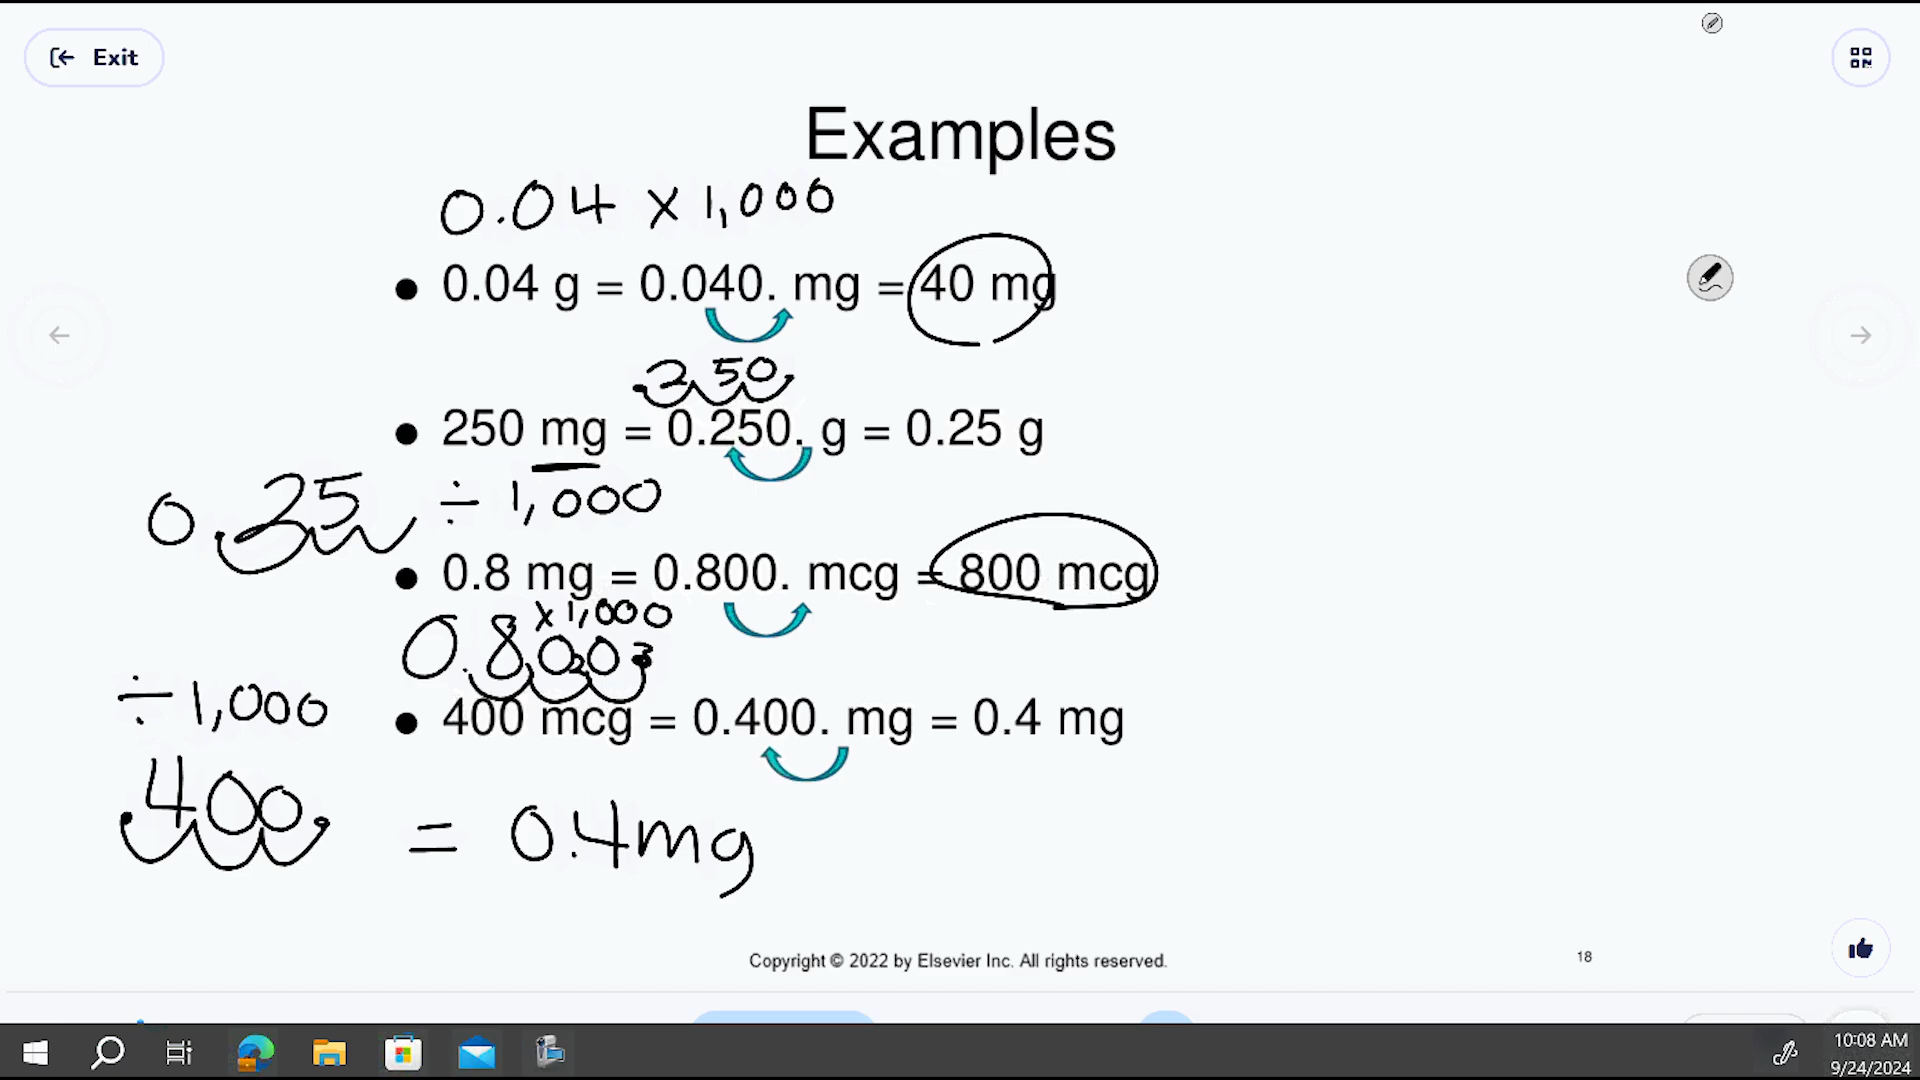 Exit
Examples
0.04 x 1,000
• 0.04 g = 0.040. mg = 40 mg
.250.
• 250 mg = 0.250. g = 0.25 g
÷ 1,000
0.25
• 0.8 mg = 0.800. mcg = 800 mcg
x 1,000
0.800
÷ 1,000
• 400 mcg = 0.400. mg = 0.4 mg
.400.
= 0.4mg
Copyright © 2022 by Elsevier Inc. All rights reserved.
18
10:08 AM
9/24/2024